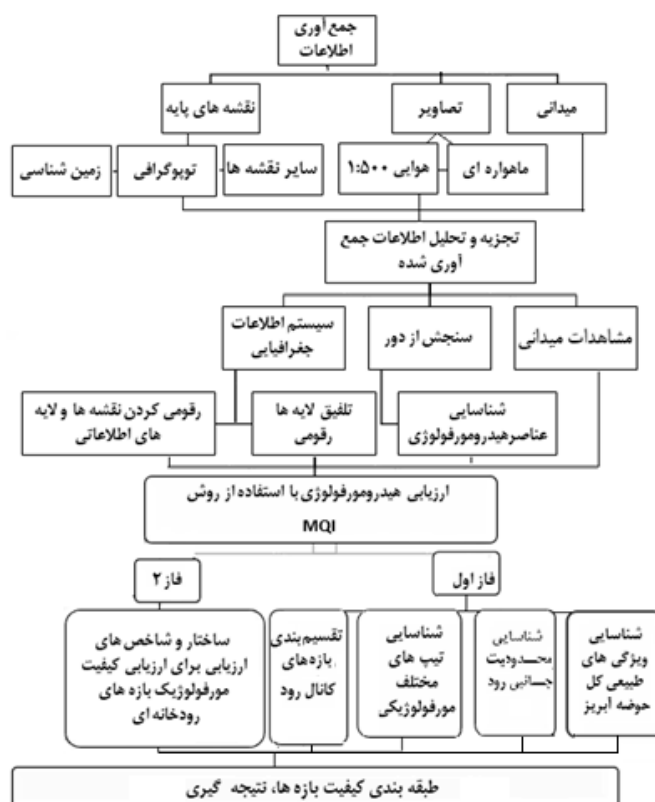 جمع آوری
اطلاعات
میدانی
تصاویر
نقشه های پایه
ماهواره ای
هوایی ۱:۵۰۰
سایر نقشه ها
توپوگرافی
زمین شناسی
تجزیه و تحلیل اطلاعات جمع
آوری شده
مشاهدات میدانی
سنجش از دور
سیستم اطلاعات
جغرافیایی
شناسایی
عناصر هیدرومورفولوژی
تلفیق لایه ها
رقومی
رقومی کردن نقشه ها و لایه
های اطلاعاتی
ارزیابی هیدرومورفولوژی با استفاده از روش
MQI
فاز اول
فاز ۲
شناسایی
ویژگی های
طبیعی کل
حوضه آبریز
شناسایی
محدودیت
جانبی رود
شناسایی
تیپ های
مختلف
مورفولوژیکی
تقسیم بندی
بازه های
کانال رود
ساختار و شاخص های
ارزیابی برای ارزیابی کیفیت
مورفولوژیک بازه های
رودخانه ای
طبقه بندی کیفیت بازه ها، نتیجه گیری